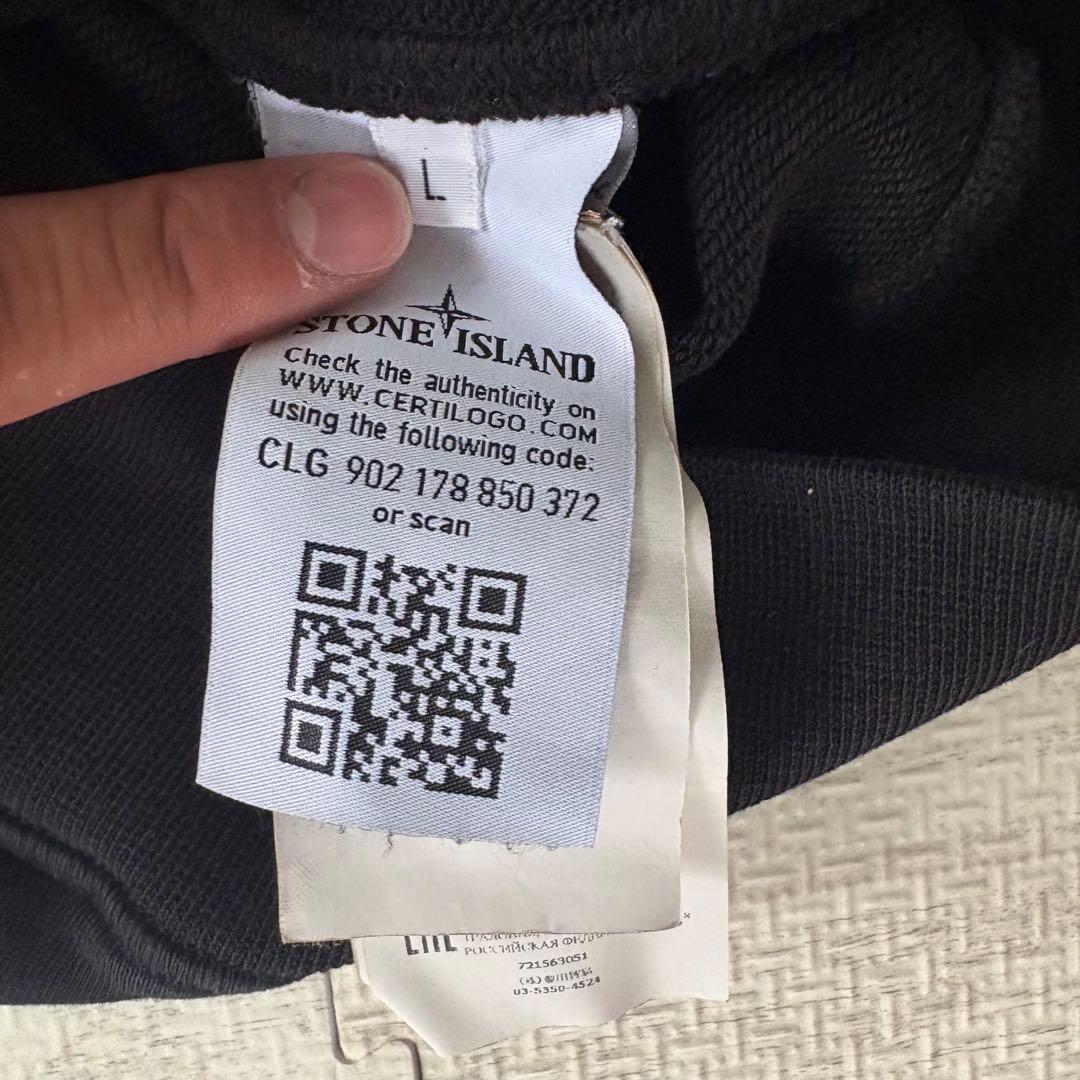 L
STONE ISLAND
Check the authenticity on
WWW.CERTILOGO.COM
using the following code:
CLG 902 178 850 372
or scan
EAC
РОССИЙСКАЯ
721563051
03-5350-4524